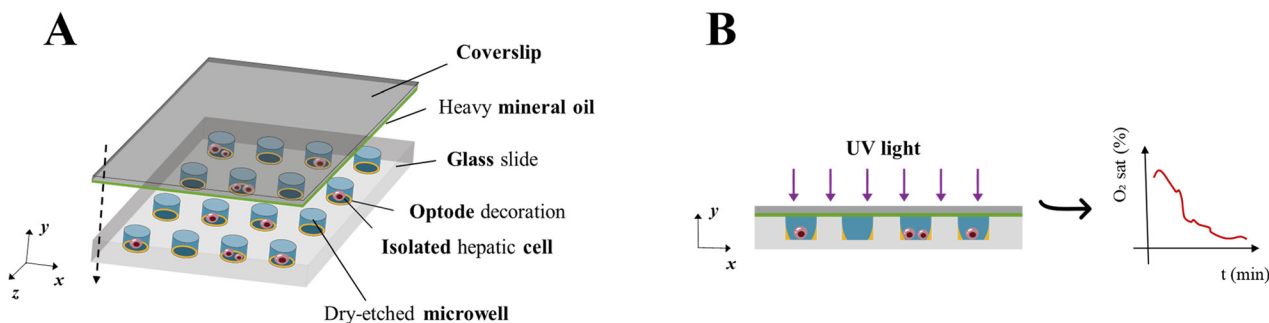 A
Coverslip
Heavy mineral oil
Glass slide
Optode decoration
Isolated hepatic cell
Dry-etched microwell
y
x
z
B
UV light
y
x
O₂ sat (%)
t (min)